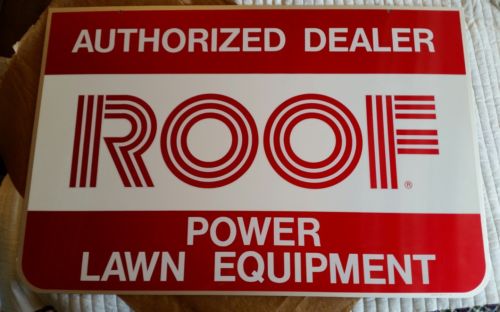 AUTHORIZED DEALER
ROOF®
POWER
LAWN EQUIPMENT